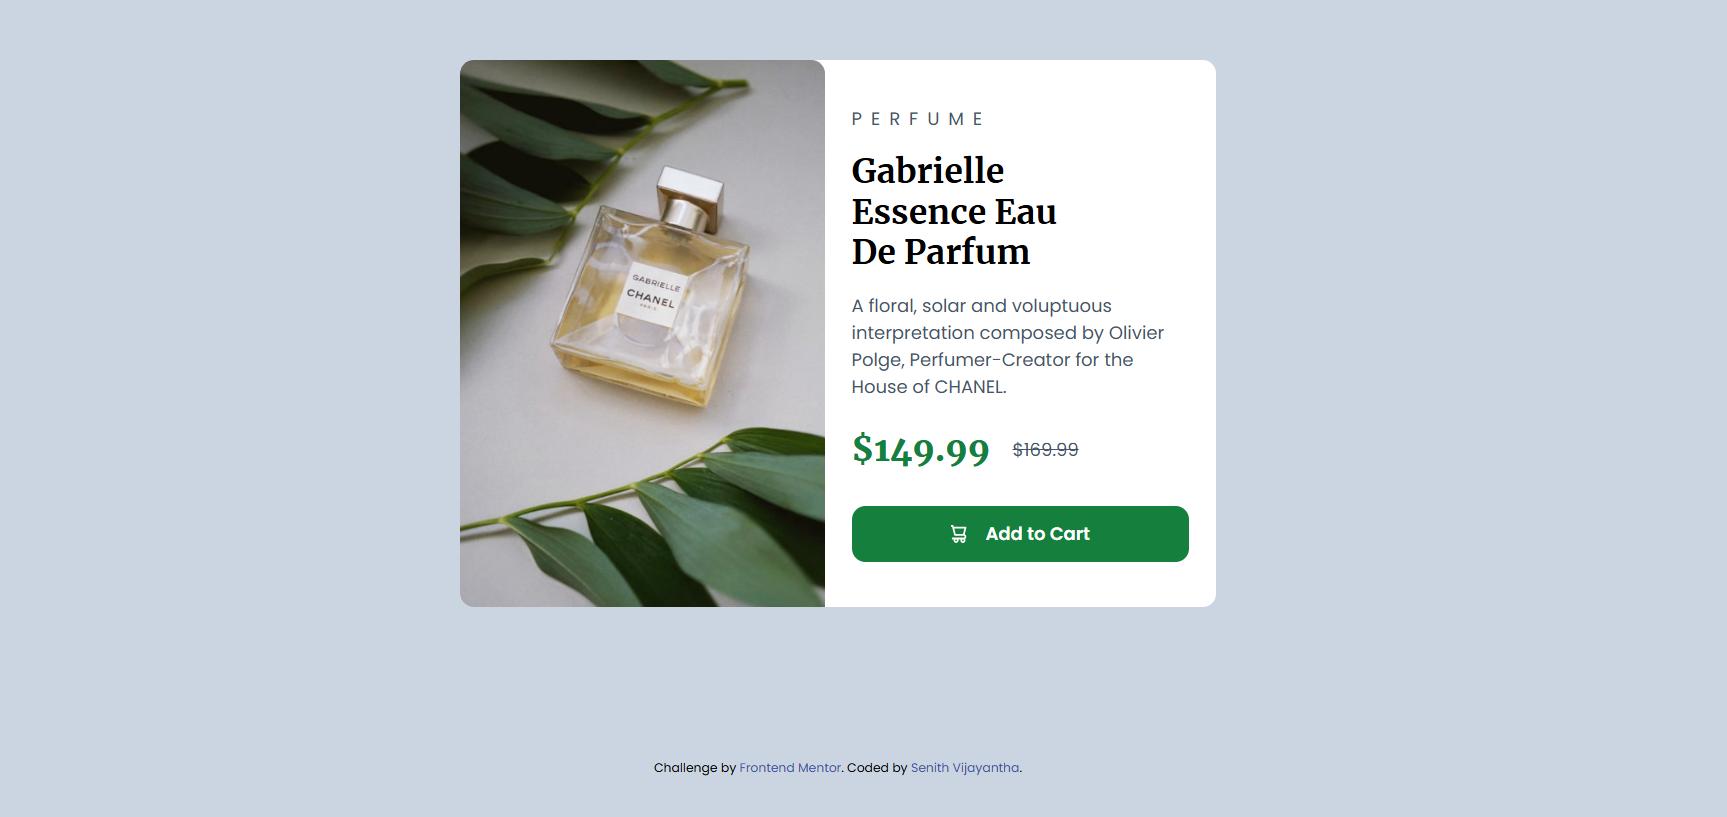 GABRIELLE
CHANEL
PARIS
P E R F U M E
Gabrielle
Essence Eau
De Parfum
A floral, solar and voluptuous
interpretation composed by Olivier
Polge, Perfumer-Creator for the
House of CHANEL.
$149.99 $169.99
Add to Cart
Challenge by Frontend Mentor. Coded by Senith Vijayantha.